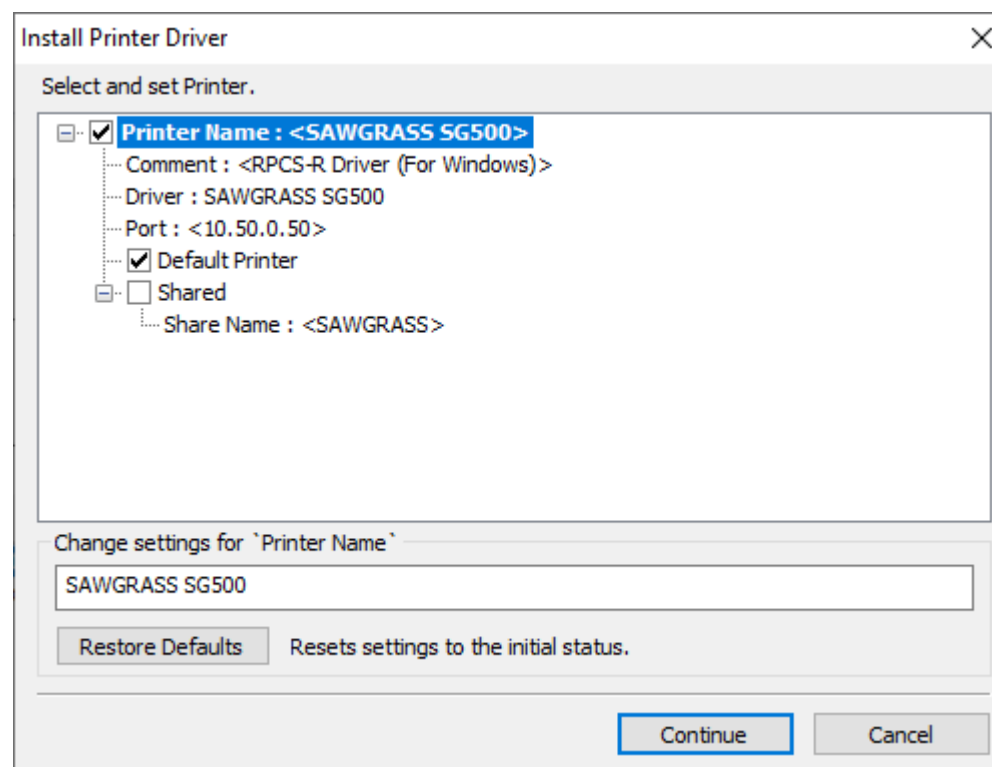 Install Printer Driver
Select and set Printer.
Printer Name : <SAWGRASS SG500>
Comment : <RPCS-R Driver (For Windows)>
Driver : SAWGRASS SG500
Port : <10.50.0.50>
Default Printer
Shared
Share Name : <SAWGRASS>
Change settings for `Printer Name`
SAWGRASS SG500
Restore Defaults Resets settings to the initial status.
Continue Cancel